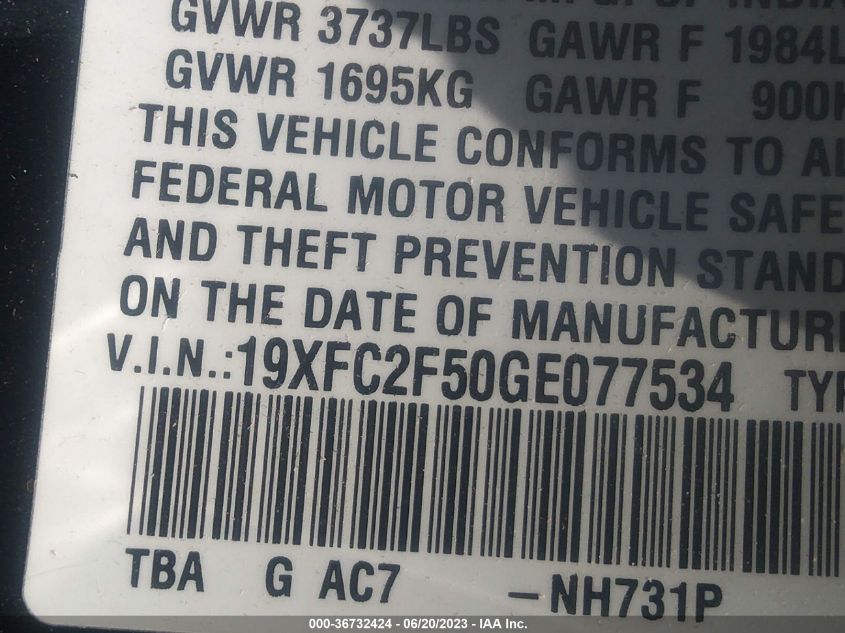 GVWR 3737LBS GAWR F 1984L
GVWR 1695KG GAWR F 900K
THIS VEHICLE CONFORMS TO AL
FEDERAL MOTOR VEHICLE SAFE
AND THEFT PREVENTION STAND
ON THE DATE OF MANUFACTURE
V.I.N.:19XFC2F50GE077534 TYP
TBA G AC7 -NH731P
000-36732424 - 06/20/2023 - IAA Inc.